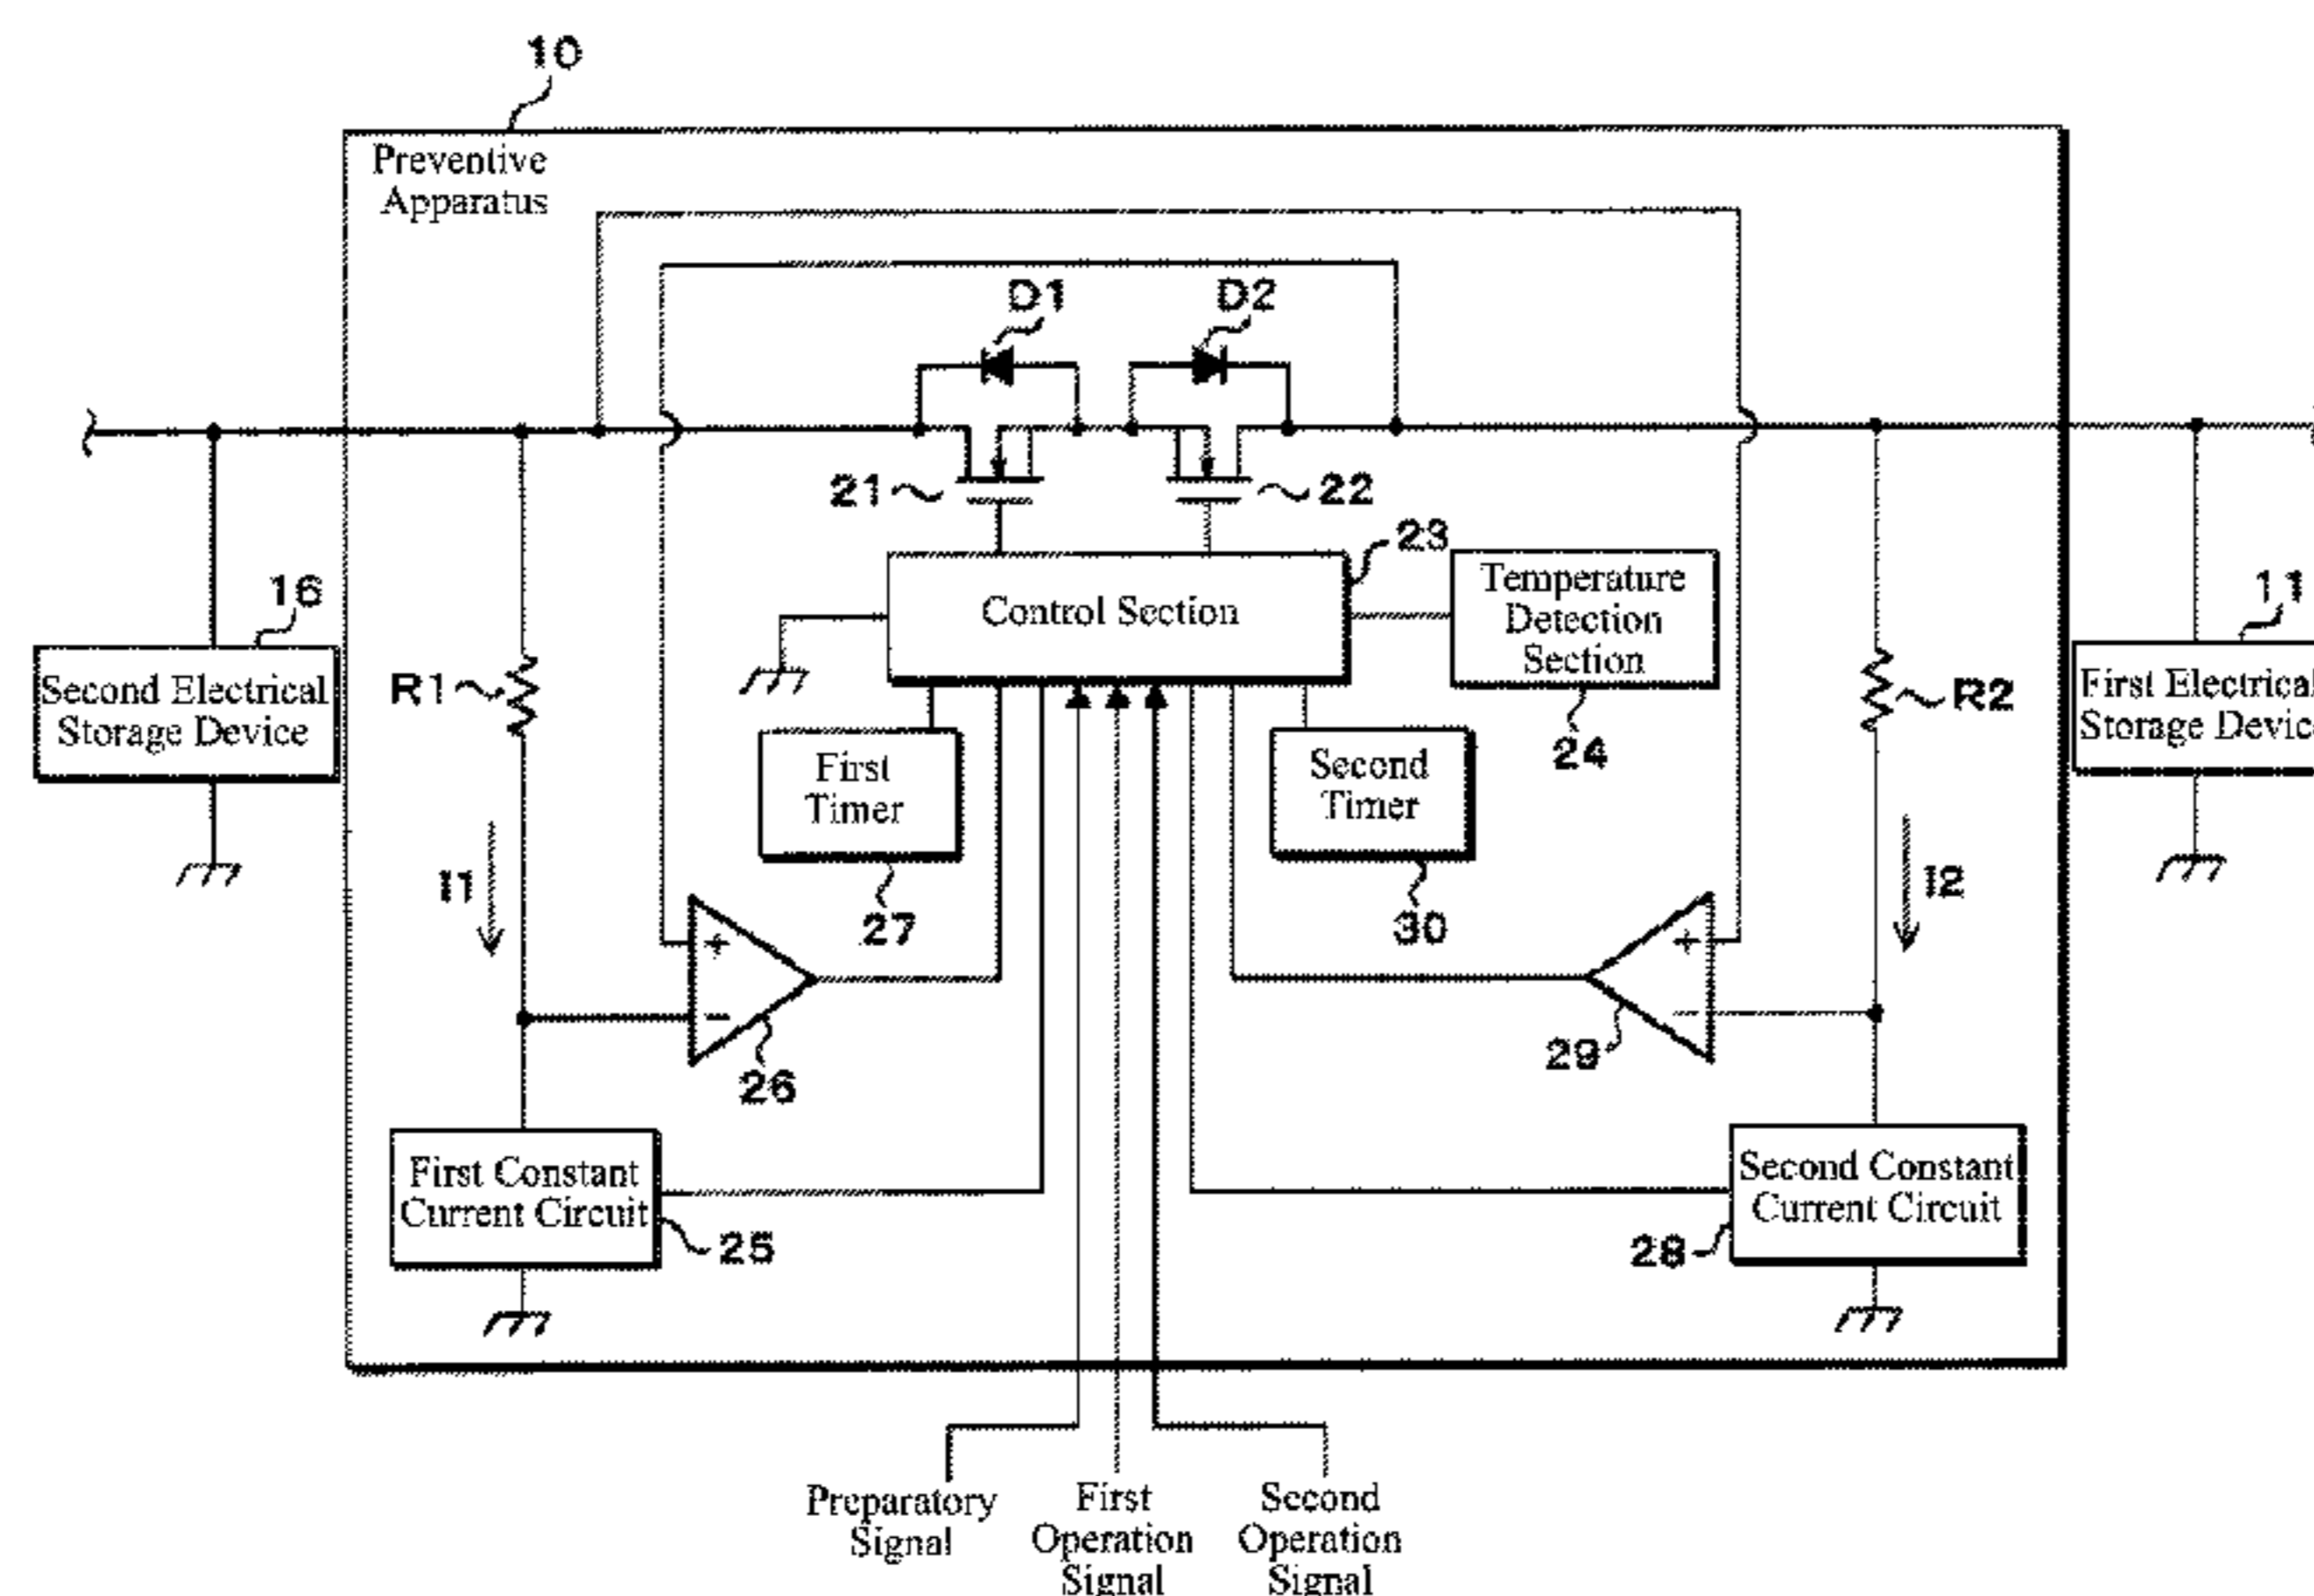 10
Preventive
Apparatus
D1
D2
21
22
23
Control Section
Temperature
Detection
Section
24
16
Second Electrical
Storage Device
R1
R2
11
First Electrical
Storage Device
First
Timer
27
Second
Timer
30
I1
I2
+
-
26
+
-
29
First Constant
Current Circuit
25
Second Constant
Current Circuit
28
Preparatory
Signal
First
Operation
Signal
Second
Operation
Signal